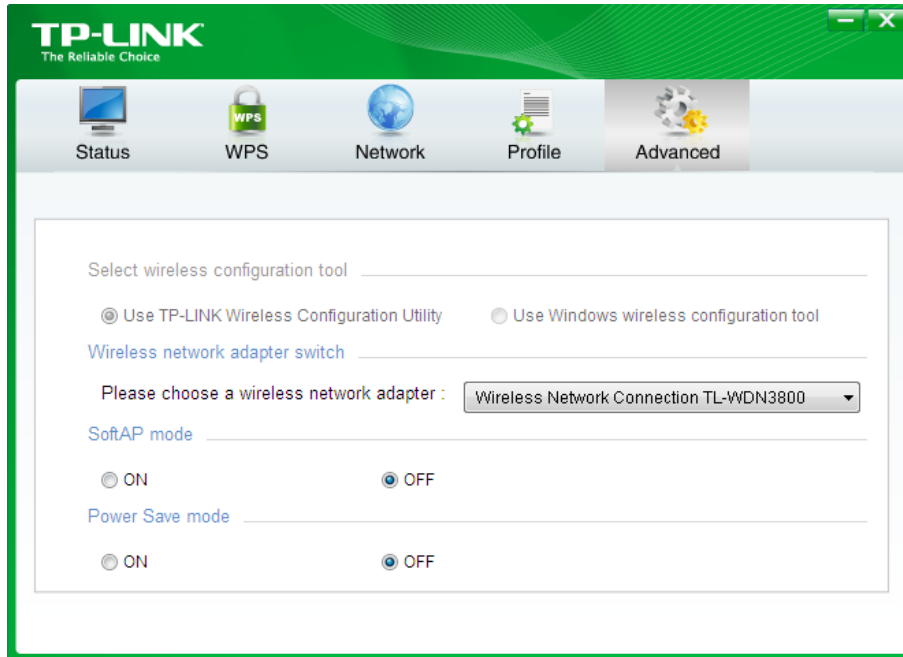 TP-LINK
The Reliable Choice
WPS
Status WPS Network Profile Advanced
Select wireless configuration tool
Use TP-LINK Wireless Configuration Utility Use Windows wireless configuration tool
Wireless network adapter switch
Please choose a wireless network adapter : Wireless Network Connection TL-WDN3800
SoftAP mode
ON OFF
Power Save mode
ON OFF